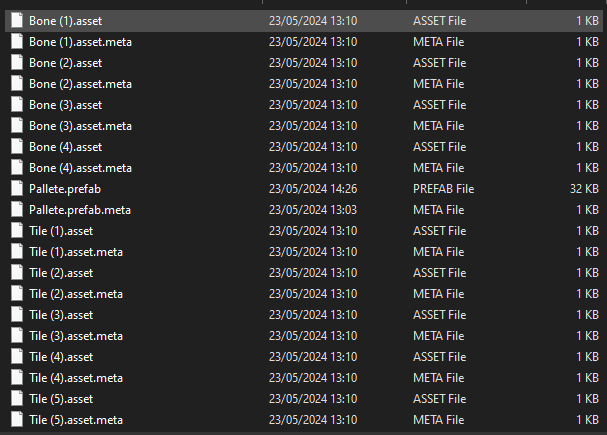 Bone (1).asset 23/05/2024 13:10 ASSET File 1 KB
Bone (1).asset.meta 23/05/2024 13:10 META File 1 KB
Bone (2).asset 23/05/2024 13:10 ASSET File 1 KB
Bone (2).asset.meta 23/05/2024 13:10 META File 1 KB
Bone (3).asset 23/05/2024 13:10 ASSET File 1 KB
Bone (3).asset.meta 23/05/2024 13:10 META File 1 KB
Bone (4).asset 23/05/2024 13:10 ASSET File 1 KB
Bone (4).asset.meta 23/05/2024 13:10 META File 1 KB
Pallete.prefab 23/05/2024 14:26 PREFAB File 32 KB
Pallete.prefab.meta 23/05/2024 13:03 META File 1 KB
Tile (1).asset 23/05/2024 13:10 ASSET File 1 KB
Tile (1).asset.meta 23/05/2024 13:10 META File 1 KB
Tile (2).asset 23/05/2024 13:10 ASSET File 1 KB
Tile (2).asset.meta 23/05/2024 13:10 META File 1 KB
Tile (3).asset 23/05/2024 13:10 ASSET File 1 KB
Tile (3).asset.meta 23/05/2024 13:10 META File 1 KB
Tile (4).asset 23/05/2024 13:10 ASSET File 1 KB
Tile (4).asset.meta 23/05/2024 13:10 META File 1 KB
Tile (5).asset 23/05/2024 13:10 ASSET File 1 KB
Tile (5).asset.meta 23/05/2024 13:10 META File 1 KB